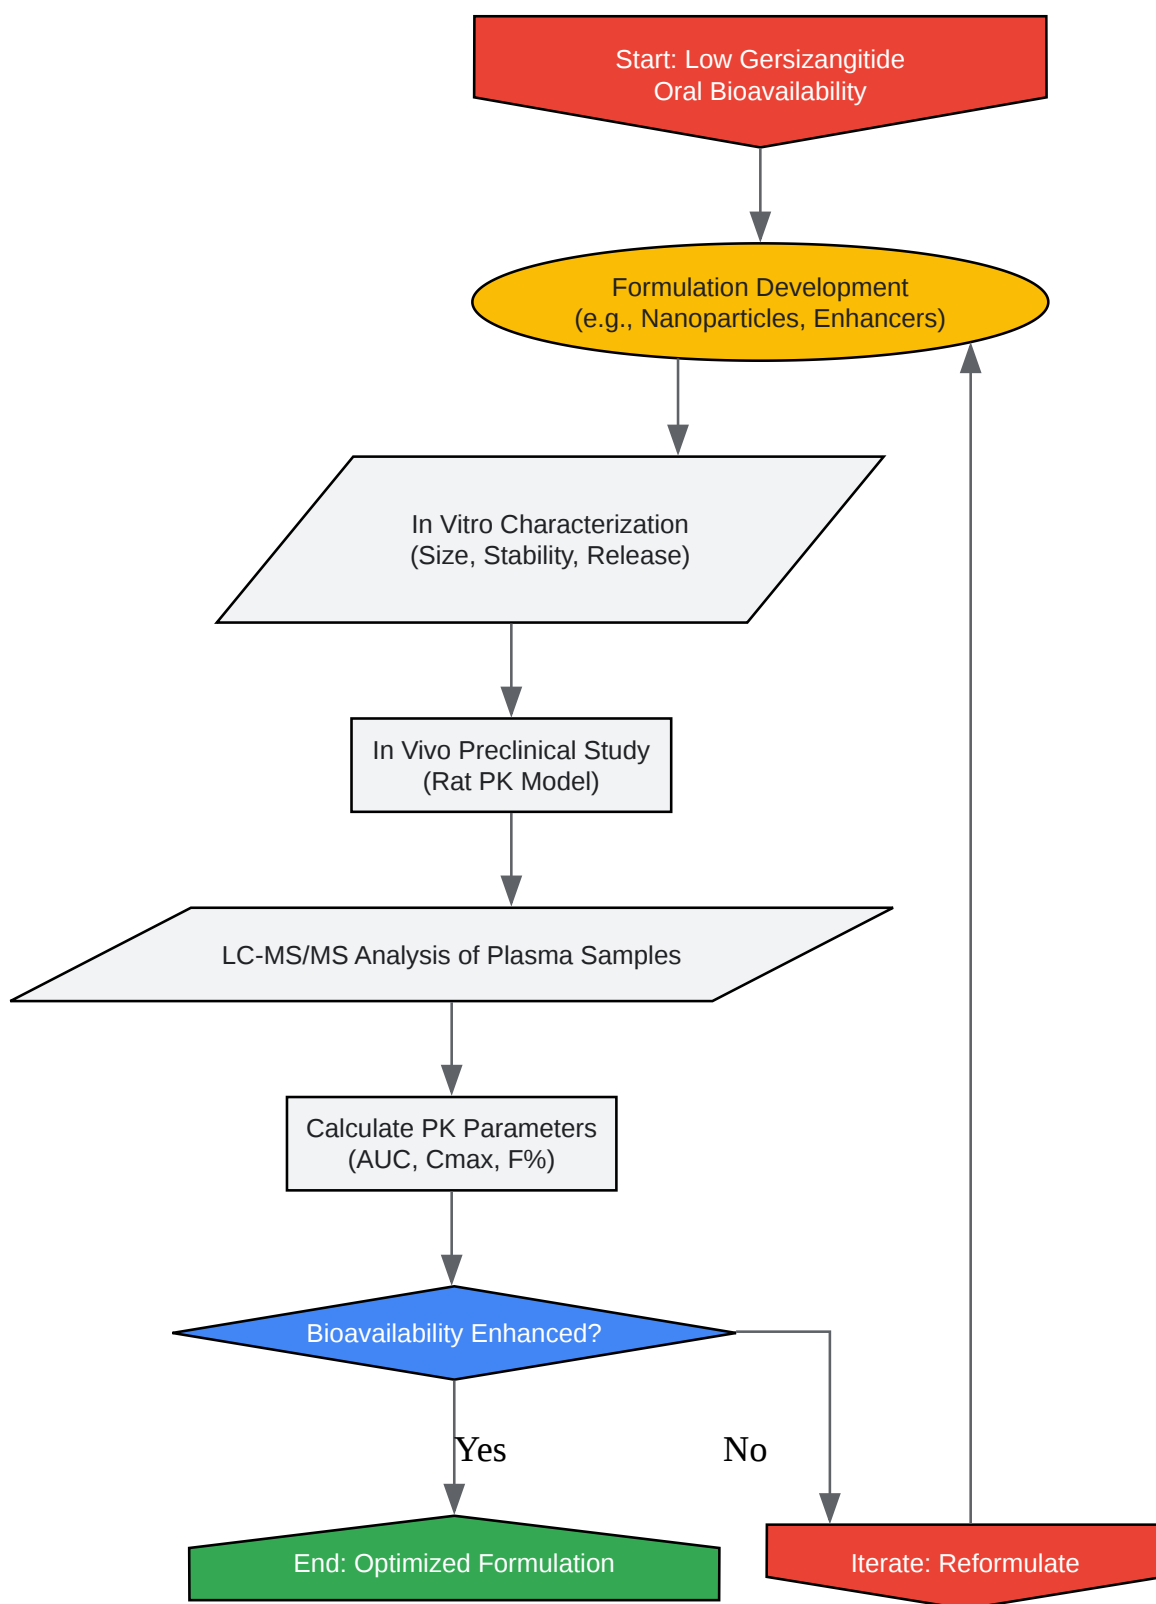 Start: Low Gersizangitide
Oral Bioavailability
Formulation Development
(e.g., Nanoparticles, Enhancers)
In Vitro Characterization
(Size, Stability, Release)
In Vivo Preclinical Study
(Rat PK Model)
LC-MS/MS Analysis of Plasma Samples
Calculate PK Parameters
(AUC, Cmax, F%)
Bioavailability Enhanced?
Yes
No
End: Optimized Formulation
Iterate: Reformulate